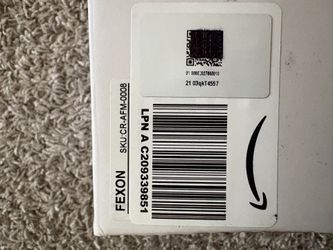 21 03qkT4557
FEXON
SKU:CR-AFM-0008
LPN A C209339851